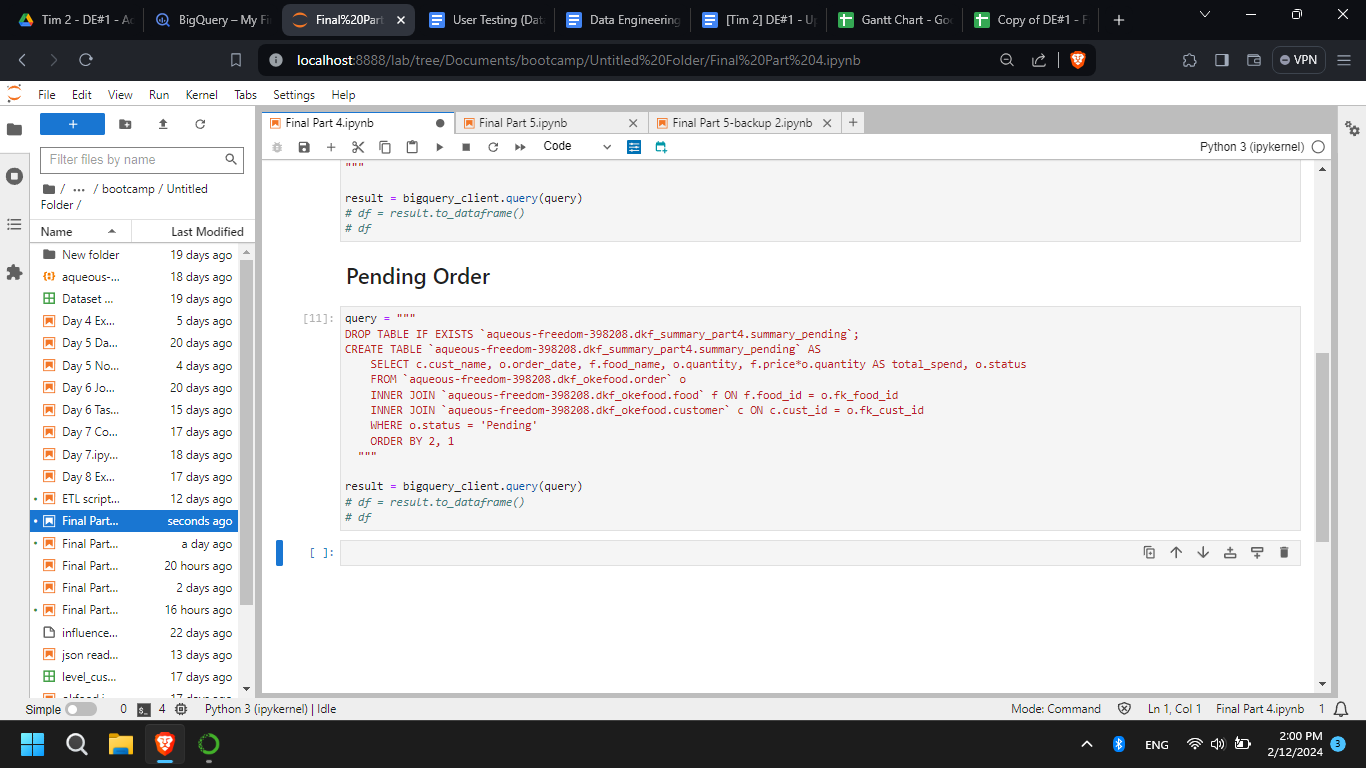 Tim 2 - DE#1 - Ac
BigQuery – My Fi
Final%20Part
User Testing (Dat
Data Engineering
[Tim 2] DE#1 - Up
Gantt Chart - Goo
Copy of DE#1 - F
localhost:8888/lab/tree/Documents/bootcamp/Untitled%20Folder/Final%20Part%204.ipynb
VPN
File Edit View Run Kernel Tabs Settings Help
Final Part 4.ipynb
Final Part 5.ipynb
Final Part 5-backup 2.ipynb
Code
Python 3 (ipykernel)
Filter files by name
/ ... / bootcamp / Untitled
Folder /
Name Last Modified
New folder 19 days ago
aqueous-... 18 days ago
Dataset ... 19 days ago
Day 4 Ex... 5 days ago
Day 5 Da... 20 days ago
Day 5 No... 4 days ago
Day 6 Jo... 20 days ago
Day 6 Tas... 15 days ago
Day 7 Co... 17 days ago
Day 7.ipy... 18 days ago
Day 8 Ex... 17 days ago
ETL script... 12 days ago
Final Part... seconds ago
Final Part... a day ago
Final Part... 20 hours ago
Final Part... 2 days ago
Final Part... 16 hours ago
influence... 22 days ago
json read... 13 days ago
level_cus... 17 days ago
"""
result = bigquery_client.query(query)
# df = result.to_dataframe()
# df
Pending Order
[11]:
query = """
DROP TABLE IF EXISTS `aqueous-freedom-398208.dkf_summary_part4.summary_pending`;
CREATE TABLE `aqueous-freedom-398208.dkf_summary_part4.summary_pending` AS
SELECT c.cust_name, o.order_date, f.food_name, o.quantity, f.price*o.quantity AS total_spend, o.status
FROM `aqueous-freedom-398208.dkf_okefood.order` o
INNER JOIN `aqueous-freedom-398208.dkf_okefood.food` f ON f.food_id = o.fk_food_id
INNER JOIN `aqueous-freedom-398208.dkf_okefood.customer` c ON c.cust_id = o.fk_cust_id
WHERE o.status = 'Pending'
ORDER BY 2, 1
"""
result = bigquery_client.query(query)
# df = result.to_dataframe()
# df
[ ]:
Simple 0 4 Python 3 (ipykernel) | Idle
Mode: Command Ln 1, Col 1 Final Part 4.ipynb 1
ENG
2:00 PM
2/12/2024
3